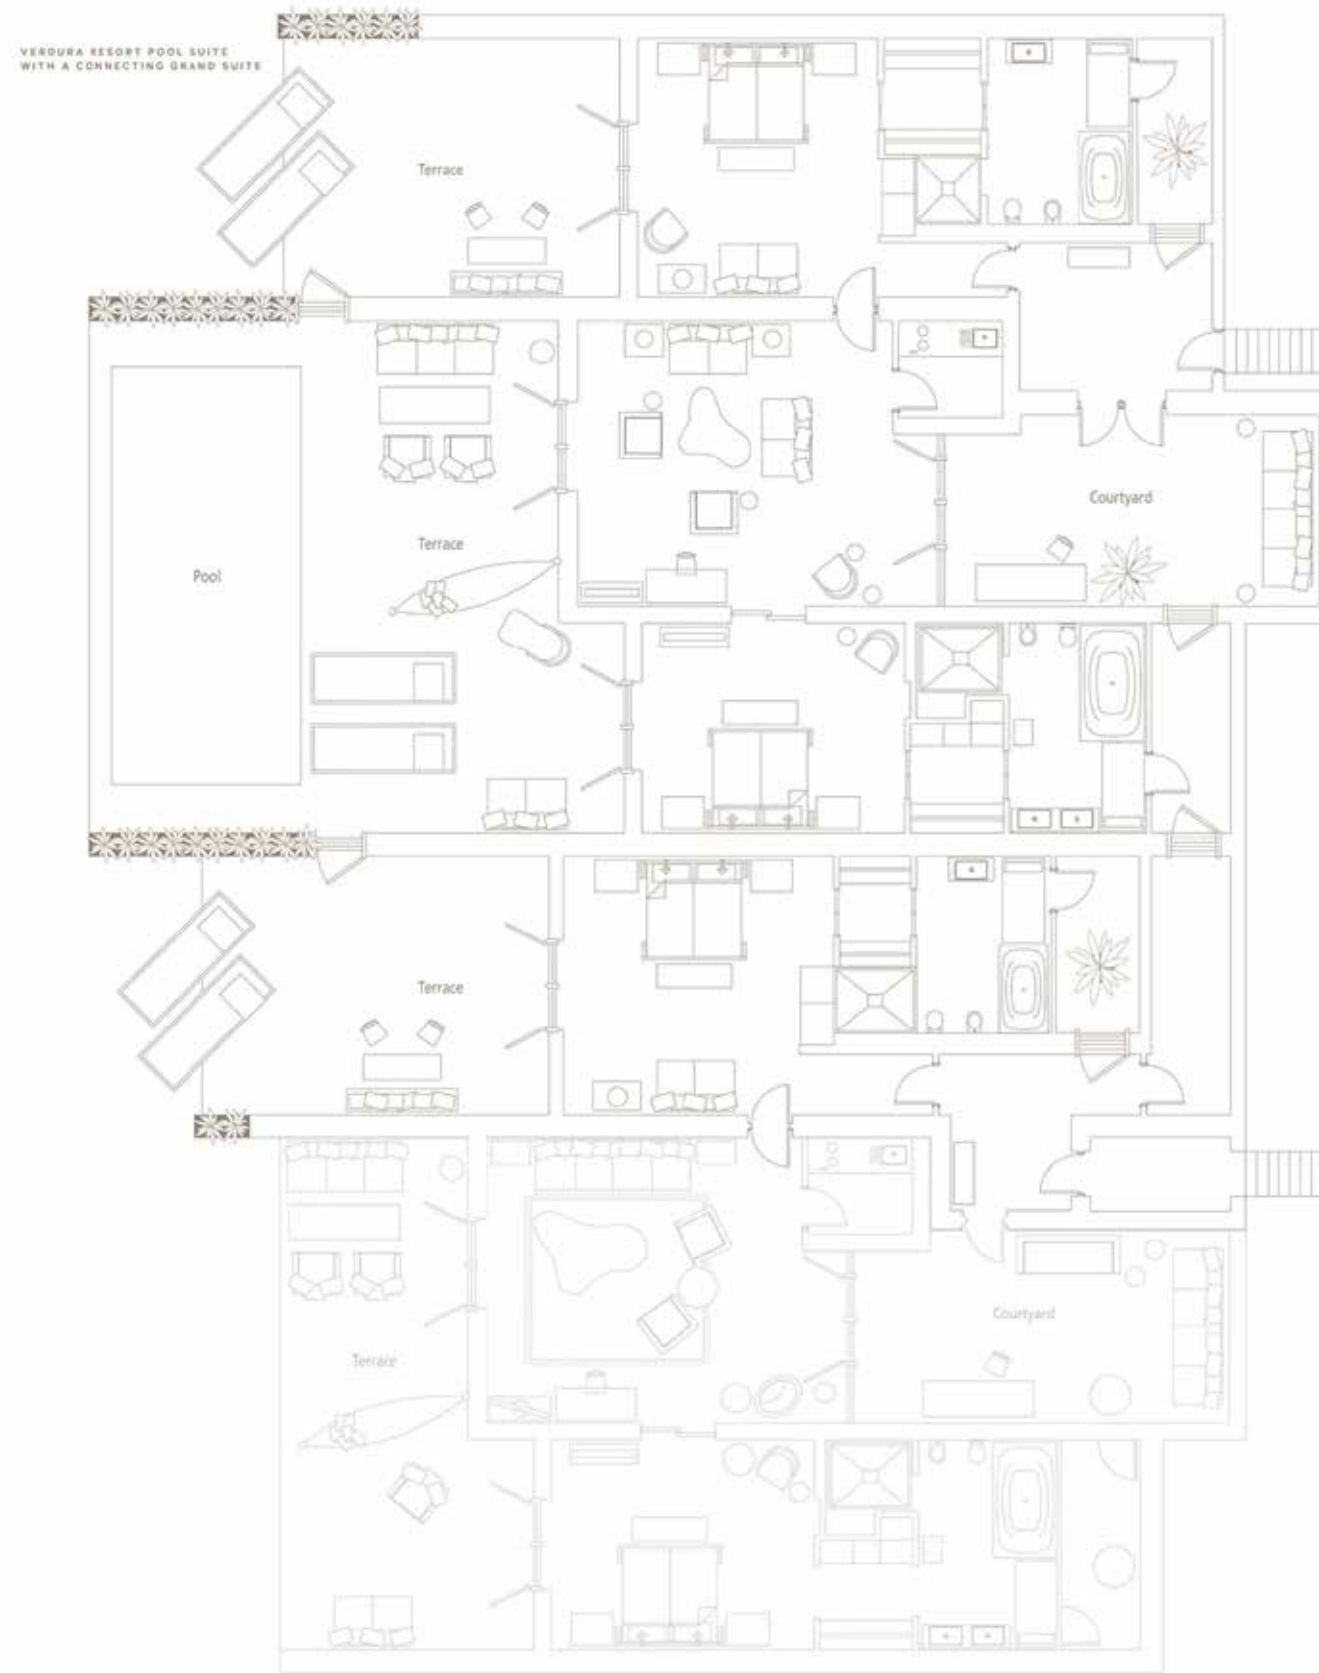 VERDURA RESORT POOL SUITE
WITH A CONNECTING GRAND SUITE
Terrace
Courtyard
Terrace
Pool
Terrace
Courtyard
Terrace